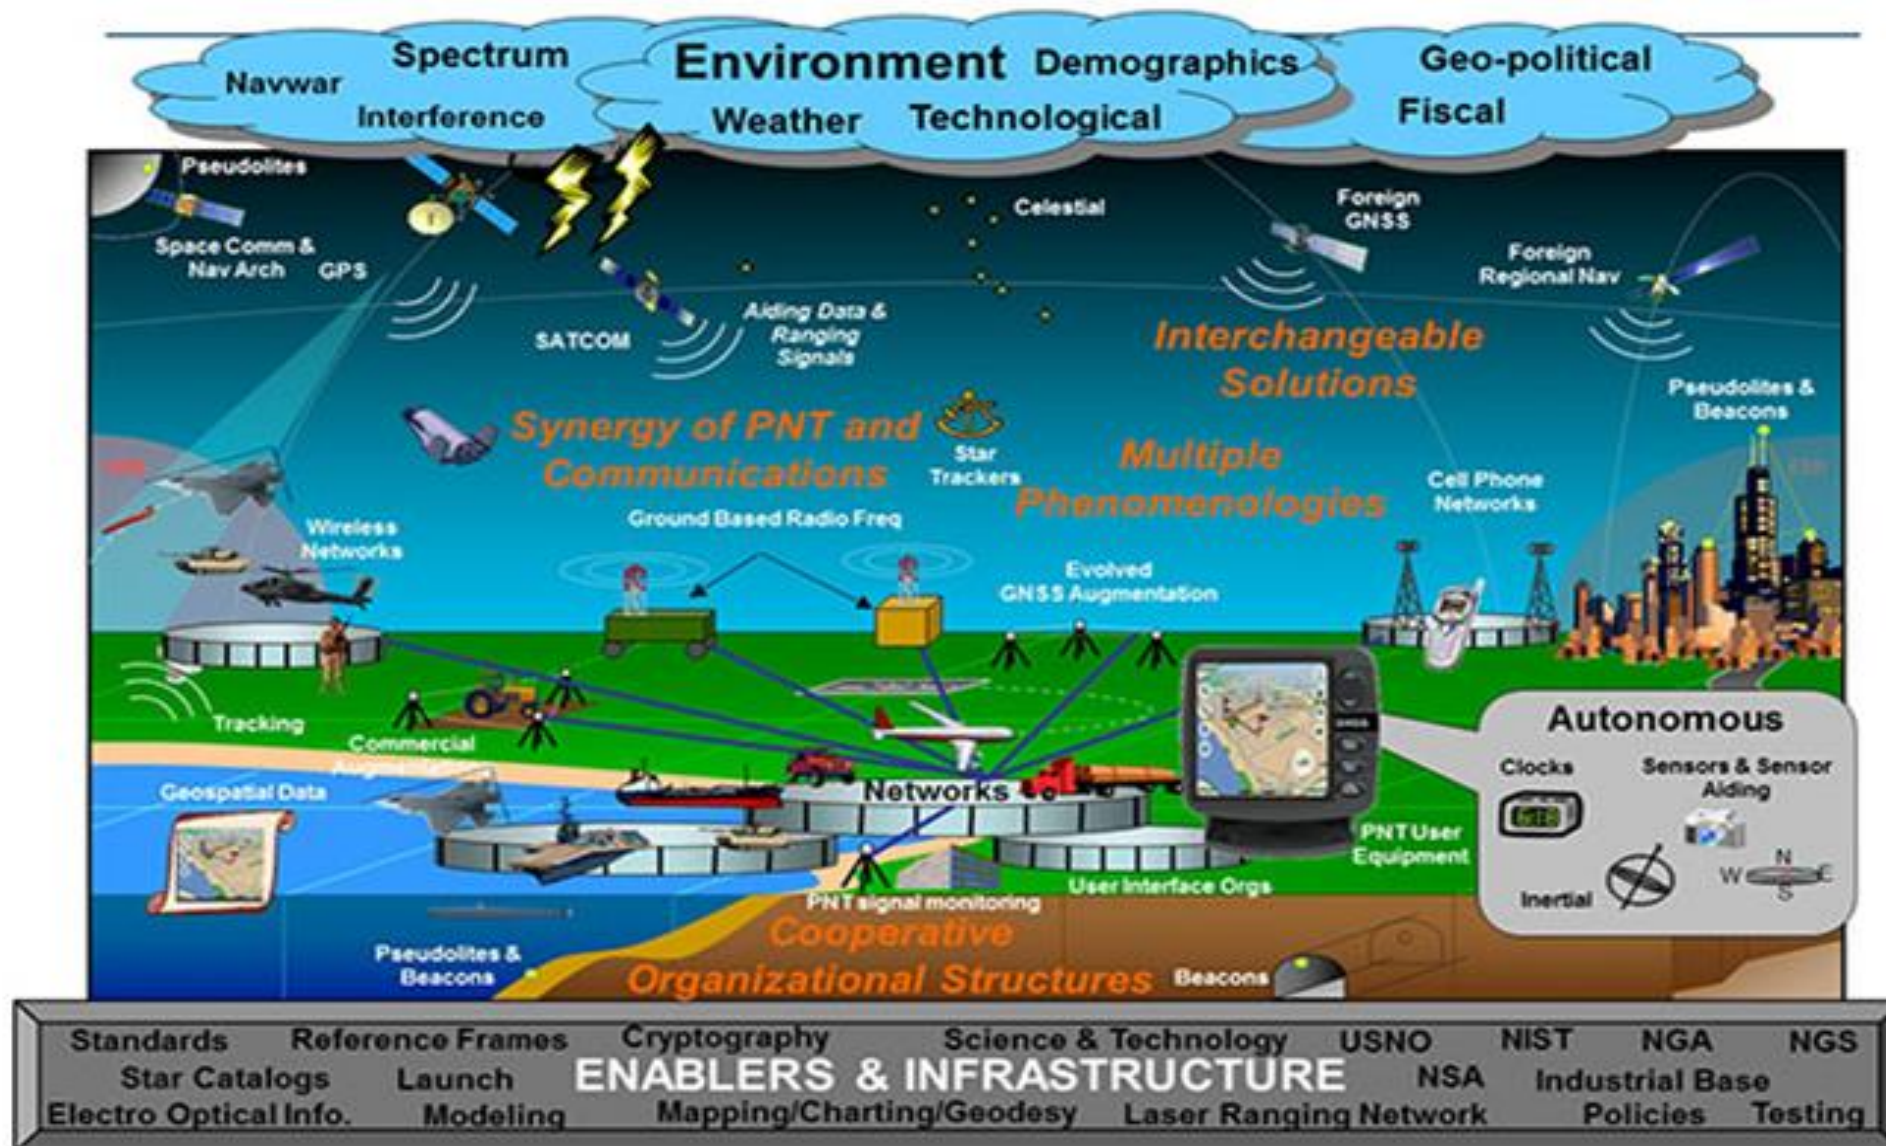 Navwar
Spectrum
Interference
Environment
Demographics
Weather
Technological
Geo-political
Fiscal
Pseudolites
Space Comm &
Nav Arch
GPS
SATCOM
Aiding Data &
Ranging
Signals
Celestial
Foreign
GNSS
Foreign
Regional Nav
Interchangeable
Solutions
Synergy of PNT and
Communications
Star
Trackers
Multiple
Phenomenologies
Pseudolites &
Beacons
Cell Phone
Networks
Wireless
Networks
Ground Based Radio Freq
Evolved
GNSS Augmentation
Tracking
Commercial
Geospatial Data
Networks
PNT User
Equipment
User Interface Orgs
PNT signal monitoring
Autonomous
Clocks
Sensors & Sensor
Aiding
6:18
Inertial
N
W E
S
Pseudolites &
Beacons
Cooperative
Organizational Structures
Beacons
Standards
Reference Frames
Cryptography
Science & Technology
USNO
NIST
NGA
NGS
Star Catalogs
Launch
ENABLERS & INFRASTRUCTURE
NSA
Industrial Base
Electro Optical Info.
Modeling
Mapping/Charting/Geodesy
Laser Ranging Network
Policies
Testing